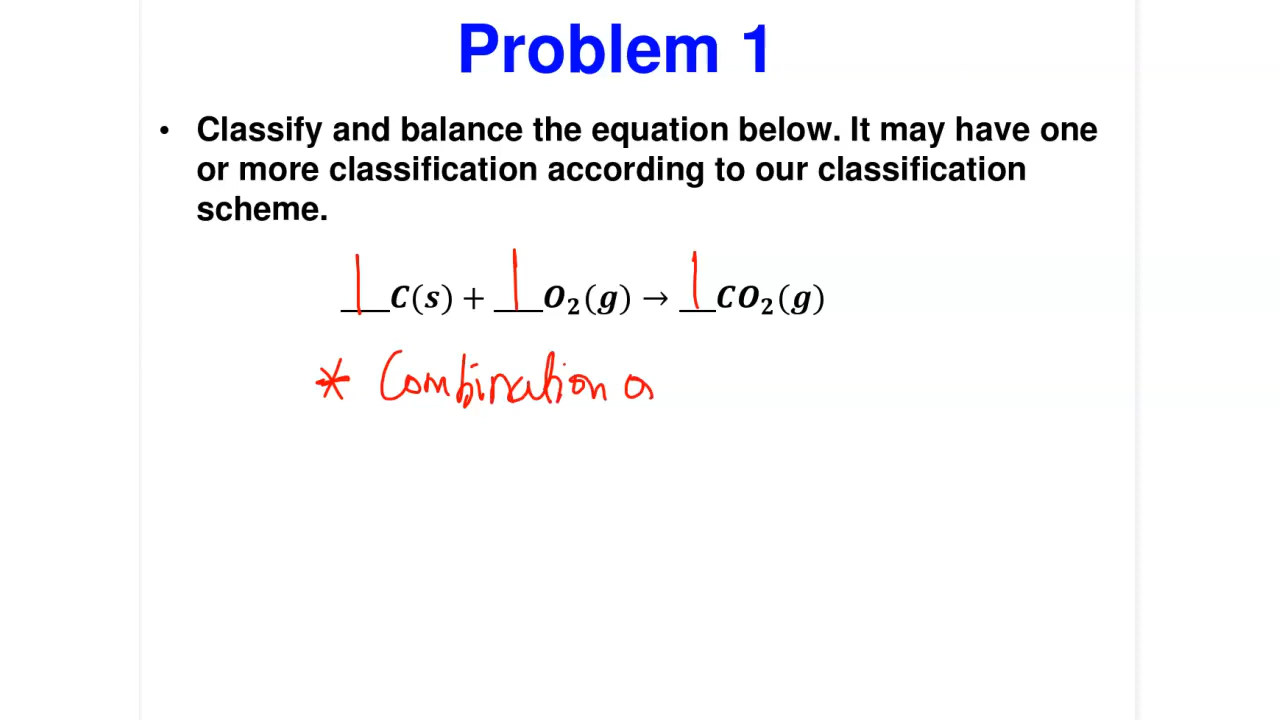 Problem 1
• Classify and balance the equation below. It may have one
or more classification according to our classification
scheme.
1 C(s) + 1 O₂(g) → 1 CO₂(g)
* Combination o